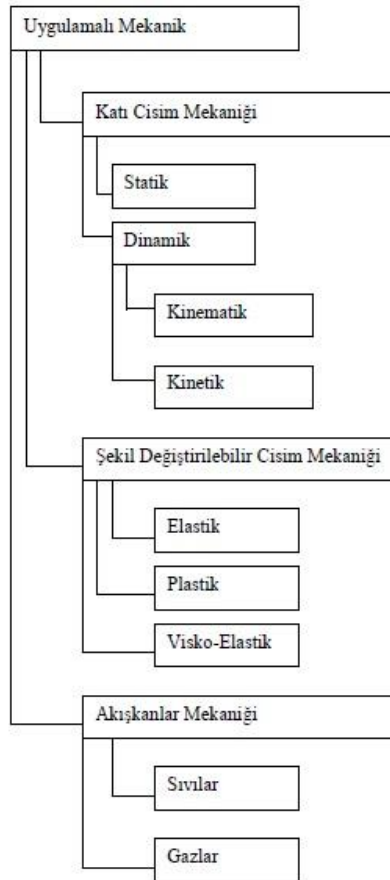 Uygulamalı Mekanik
Katı Cisim Mekaniği
Statik
Dinamik
Kinematik
Kinetik
Şekil Değiştirilebilir Cisim Mekaniği
Elastik
Plastik
Visko-Elastik
Akışkanlar Mekaniği
Sıvılar
Gazlar